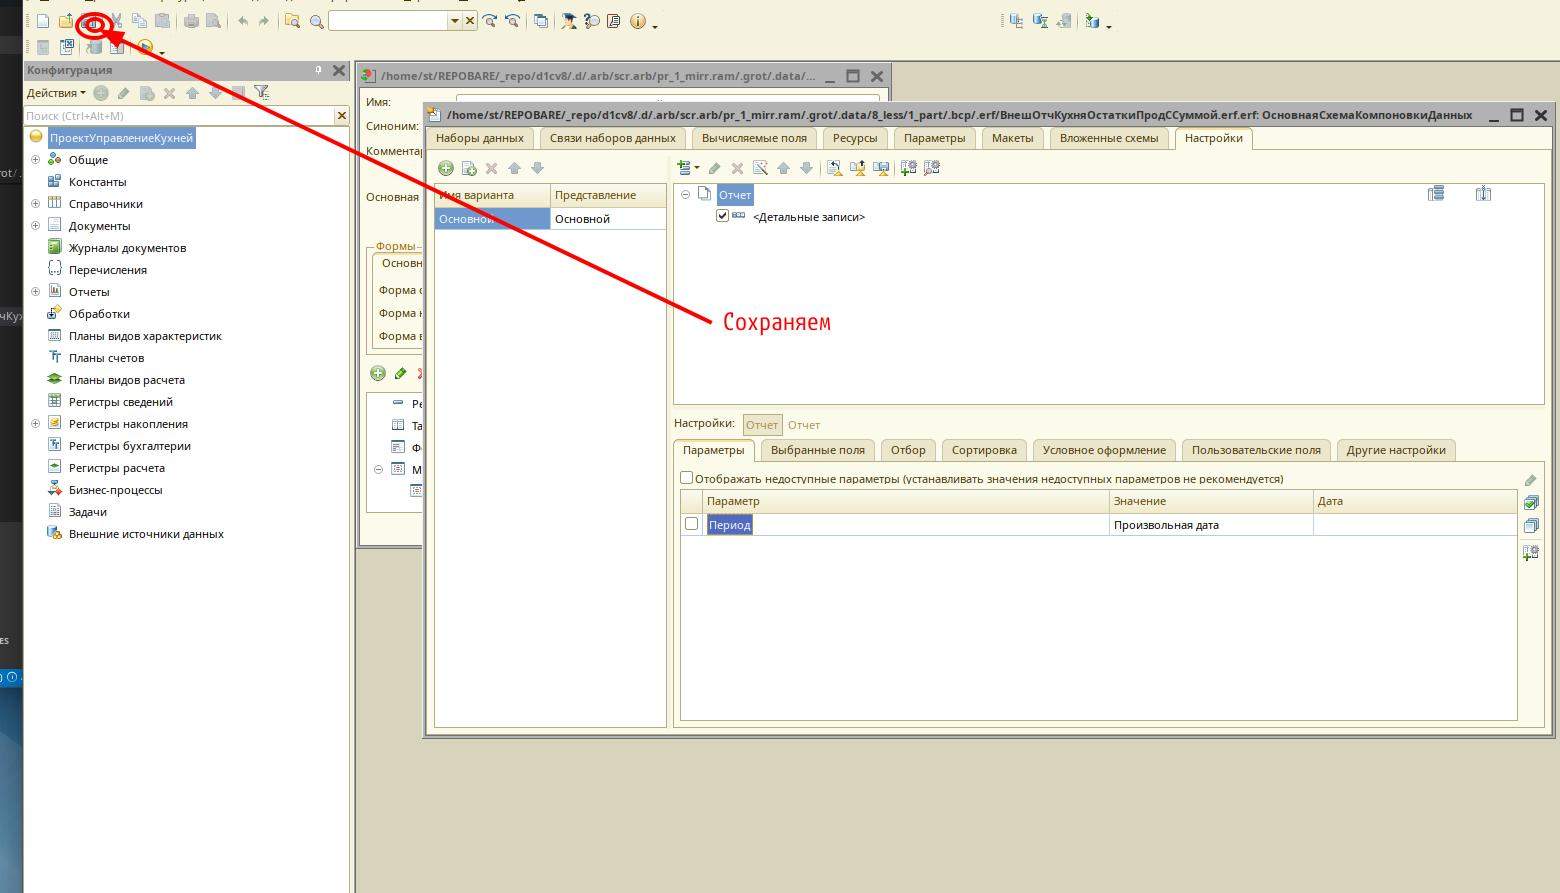 Конфигурация
Действия
Поиск (Ctrl+Alt+M)
ПроектУправлениеКухней
Общие
Константы
Справочники
Документы
Журналы документов
Перечисления
Отчеты
Обработки
Планы видов характеристик
Планы счетов
Планы видов расчета
Регистры сведений
Регистры накопления
Регистры бухгалтерии
Регистры расчета
Бизнес-процессы
Задачи
Внешние источники данных
/home/st/REPOBARE/_repo/d1cv8/.d/.arb/scr.arb/pr_1_mirr.ram/.grot/.data/...
Имя:
Синоним:
Основная
Формы
/home/st/REPOBARE/_repo/d1cv8/.d/.arb/scr.arb/pr_1_mirr.ram/.grot/.data/8_less/1_part/.bcp/.erf/ВнешОтчКухняОстаткиПродССуммой.erf.erf: ОсновнаяСхемаКомпоновкиДанных
Наборы данных Связи наборов данных Вычисляемые поля Ресурсы Параметры Макеты Вложенные схемы Настройки
Имя варианта Представление
Основной Основной
Отчет
<Детальные записи>
Сохраняем
Настройки: Отчет Отчет
Параметры Выбранные поля Отбор Сортировка Условное оформление Пользовательские поля Другие настройки
Отображать недоступные параметры (устанавливать значения недоступных параметров не рекомендуется)
Параметр Значение Дата
Период Произвольная дата